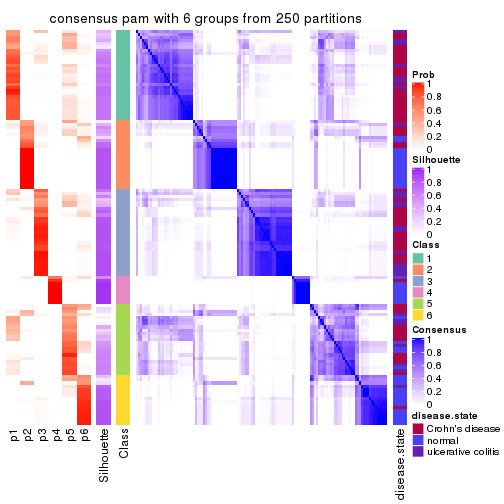 consensus pam with 6 groups from 250 partitions
Prob
1
0.8
0.6
0.4
0.2
0
Silhouette
1
0.8
0.6
0.4
0.2
0
Class
1
2
3
4
5
6
Consensus
1
0.8
0.6
0.4
0.2
0
disease.state
Crohn's disease
normal
ulcerative colitis
p1
p2
p3
p4
p5
p6
Silhouette
Class
disease.state